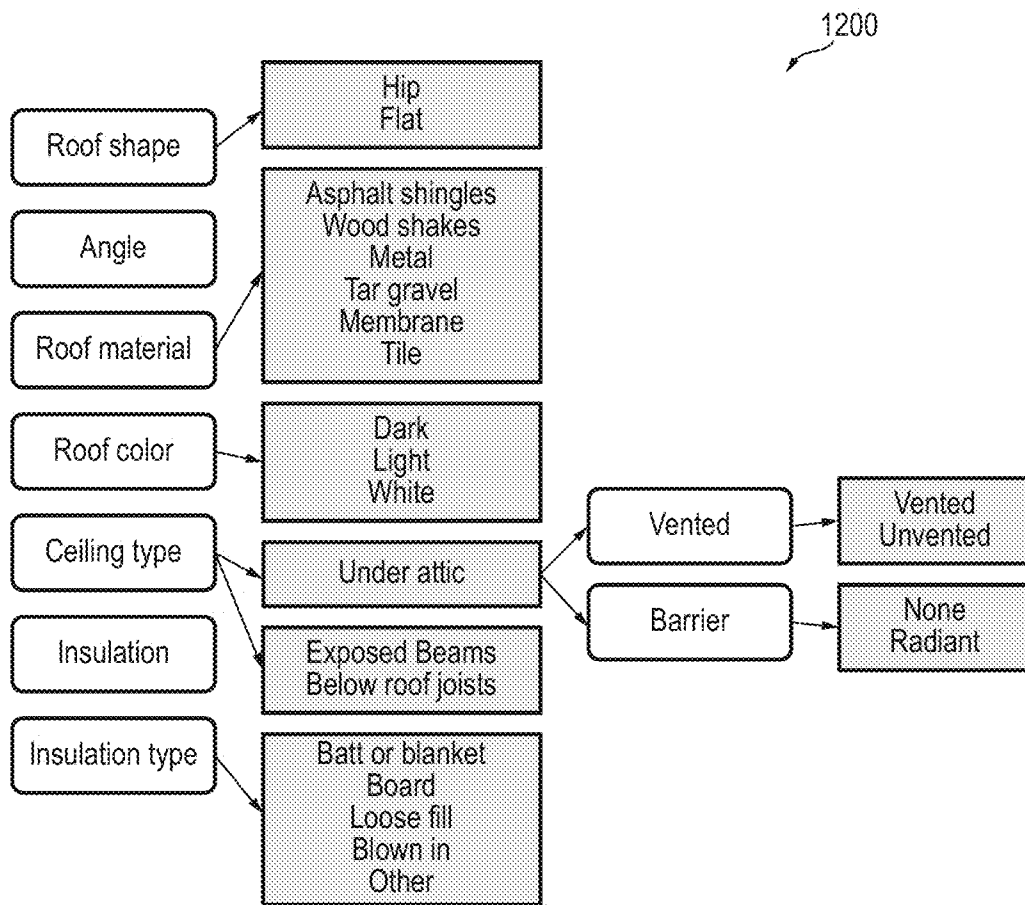 1200
Roof shape
Hip
Flat
Angle
Roof material
Asphalt shingles
Wood shakes
Metal
Tar gravel
Membrane
Tile
Roof color
Dark
Light
White
Ceiling type
Under attic
Vented
Vented
Unvented
Barrier
None
Radiant
Exposed Beams
Below roof joists
Insulation
Insulation type
Batt or blanket
Board
Loose fill
Blown in
Other